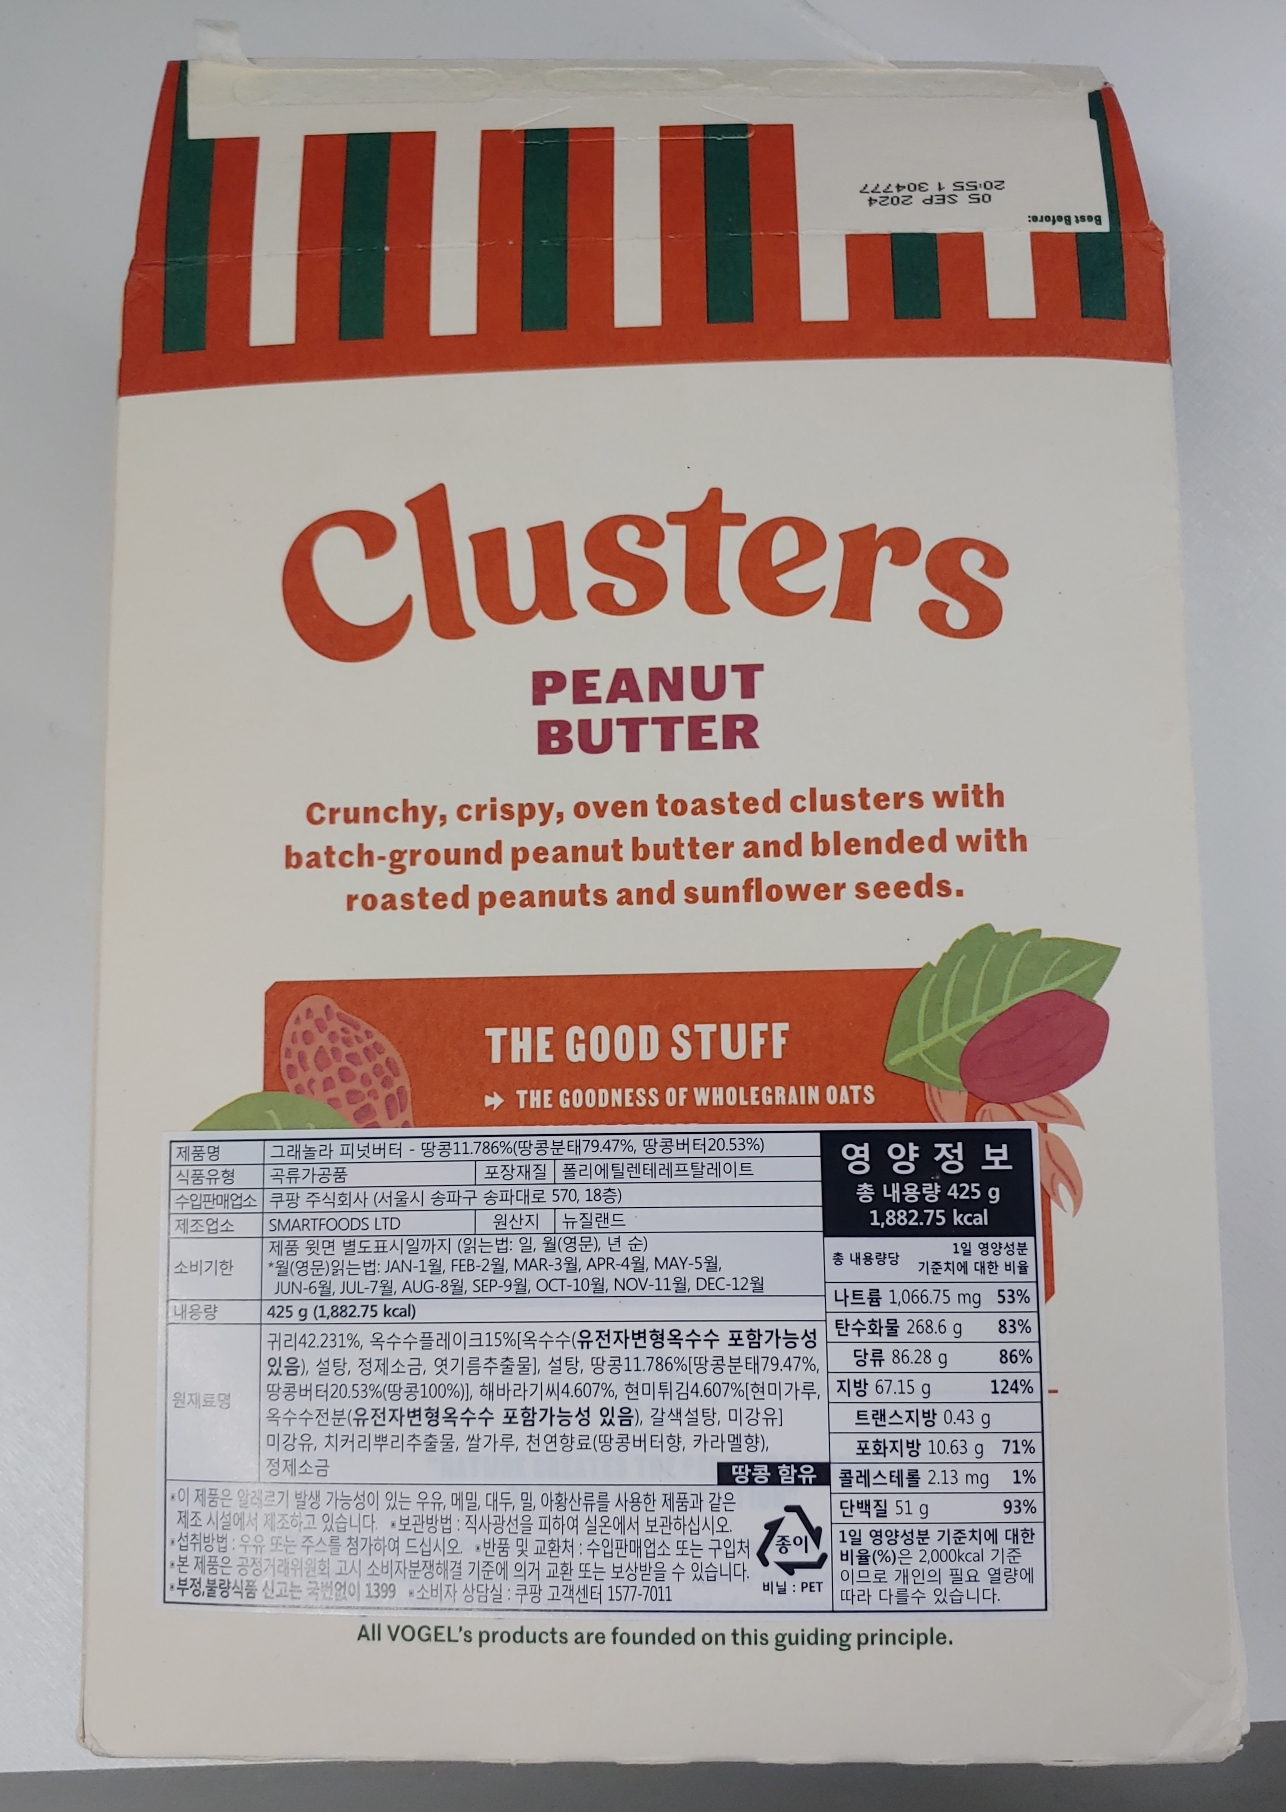 Best Before:
05 SEP 2024
20:55 1 304777
Clusters
PEANUT
BUTTER
Crunchy, crispy, oven toasted clusters with
batch-ground peanut butter and blended with
roasted peanuts and sunflower seeds.
THE GOOD STUFF
→ THE GOODNESS OF WHOLEGRAIN OATS
제품명 그래놀라 피넛버터 - 땅콩11.786%(땅콩분태79.47%, 땅콩버터20.53%)
식품유형 곡류가공품 포장재질 폴리에틸렌테레프탈레이트
수입판매업소 쿠팡 주식회사 (서울시 송파구 송파대로 570, 18층)
제조업소 SMARTFOODS LTD 원산지 뉴질랜드
소비기한 제품 윗면 별도표시일까지 (읽는법: 일, 월(영문), 년 순)
*월(영문)읽는법: JAN-1월, FEB-2월, MAR-3월, APR-4월, MAY-5월,
JUN-6월, JUL-7월, AUG-8월, SEP-9월, OCT-10월, NOV-11월, DEC-12월
내용량 425 g (1,882.75 kcal)
원재료명 귀리42.231%, 옥수수플레이크15%[옥수수(유전자변형옥수수 포함가능성
있음), 설탕, 정제소금, 엿기름추출물], 설탕, 땅콩11.786%[땅콩분태79.47%,
땅콩버터20.53%(땅콩100%)], 해바라기씨4.607%, 현미튀김4.607%[현미가루,
옥수수전분(유전자변형옥수수 포함가능성 있음), 갈색설탕, 미강유]
미강유, 치커리뿌리추출물, 쌀가루, 천연향료(땅콩버터향, 카라멜향),
정제소금
땅콩 함유
*이 제품은 알레르기 발생 가능성이 있는 우유, 메밀, 대두, 밀, 아황산류를 사용한 제품과 같은
제조 시설에서 제조하고 있습니다. *보관방법 : 직사광선을 피하여 실온에서 보관하십시오.
*섭취방법 : 우유 또는 주스를 첨가하여 드십시오. *반품 및 교환처 : 수입판매업소 또는 구입처
*본 제품은 공정거래위원회 고시 소비자분쟁해결 기준에 의거 교환 또는 보상받을 수 있습니다.
*부정,불량식품 신고는 국번없이 1399 *소비자 상담실 : 쿠팡 고객센터 1577-7011
종이
비닐 : PET
영양정보
총 내용량 425 g
1,882.75 kcal
총 내용량당 1일 영양성분
기준치에 대한 비율
나트륨 1,066.75 mg 53%
탄수화물 268.6 g 83%
당류 86.28 g 86%
지방 67.15 g 124%
트랜스지방 0.43 g
포화지방 10.63 g 71%
콜레스테롤 2.13 mg 1%
단백질 51 g 93%
1일 영양성분 기준치에 대한
비율(%)은 2,000kcal 기준
이므로 개인의 필요 열량에
따라 다를수 있습니다.
All VOGEL's products are founded on this guiding principle.